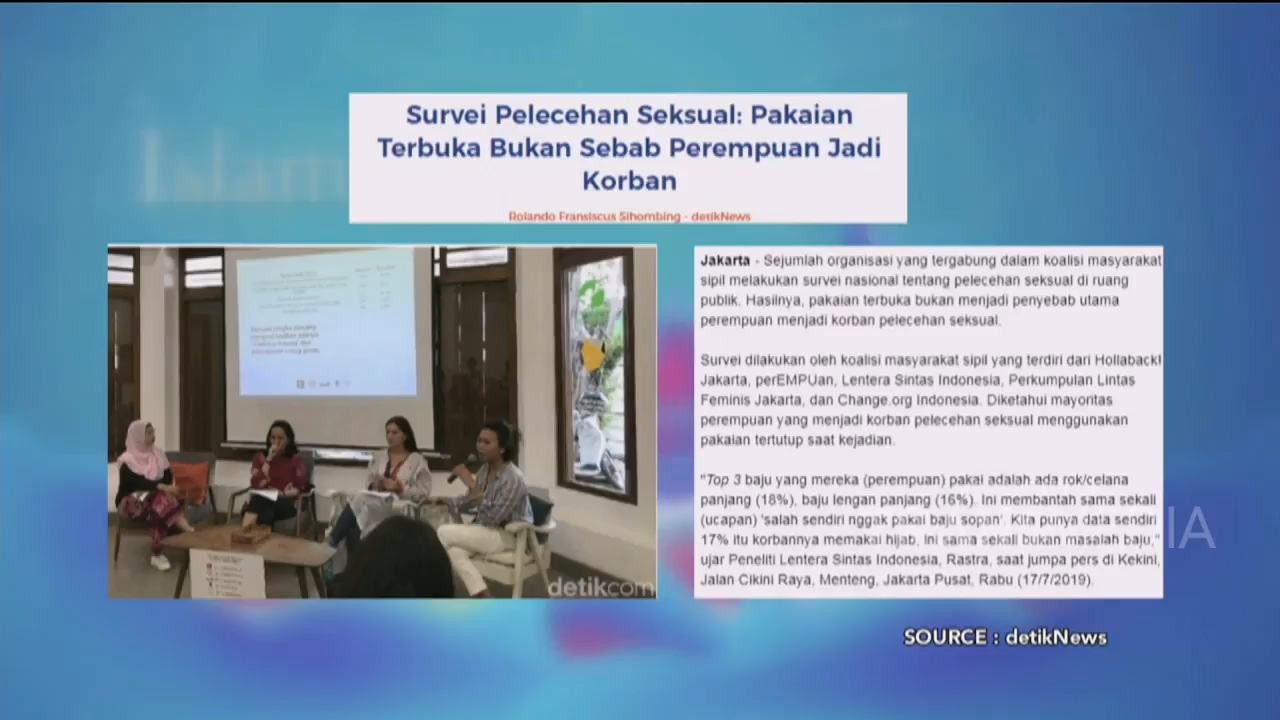 Survei Pelecehan Seksual: Pakaian
Terbuka Bukan Sebab Perempuan Jadi
Korban
Rolando Fransiscus Sihombing - detikNews
Islam
detikcom
Jakarta - Sejumlah organisasi yang tergabung dalam koalisi masyarakat
sipil melakukan survei nasional tentang pelecehan seksual di ruang
publik. Hasilnya, pakaian terbuka bukan menjadi penyebab utama
perempuan menjadi korban pelecehan seksual.
Survei dilakukan oleh koalisi masyarakat sipil yang terdiri dari Hollaback!
Jakarta, perEMPUan, Lentera Sintas Indonesia, Perkumpulan Lintas
Feminis Jakarta, dan Change.org Indonesia. Diketahui mayoritas
perempuan yang menjadi korban pelecehan seksual menggunakan
pakaian tertutup saat kejadian.
"Top 3 baju yang mereka (perempuan) pakai adalah ada rok/celana
panjang (18%), baju lengan panjang (16%). Ini membantah sama sekali
(ucapan) 'salah sendiri nggak pakai baju sopan'. Kita punya data sendiri
17% itu korbannya memakai hijab, ini sama sekali bukan masalah baju,"
ujar Peneliti Lentera Sintas Indonesia, Rastra, saat jumpa pers di Kekini,
Jalan Cikini Raya, Menteng, Jakarta Pusat, Rabu (17/7/2019).
IA
SOURCE : detikNews